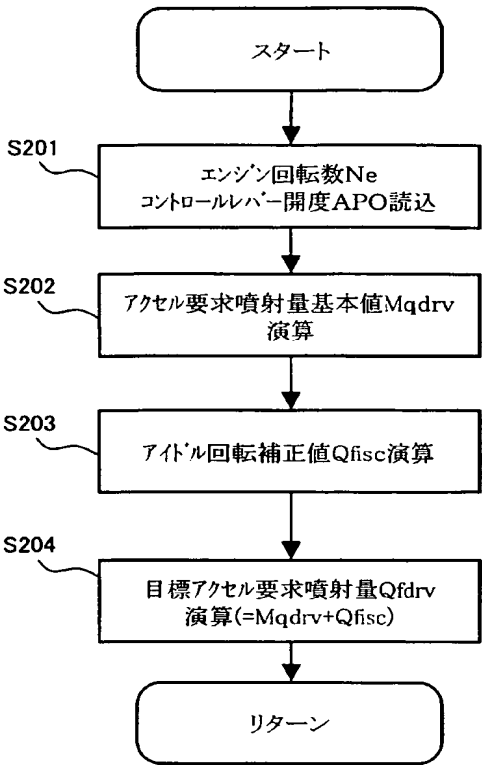 スタート
S201
エンジン回転数Ne
コントロールレバー開度APO読込
S202
アクセル要求噴射量基本値Mqdrv
演算
S203
アイドル回転補正値Qfisc演算
S204
目標アクセル要求噴射量Qfdrv
演算(=Mqdrv+Qfisc)
リターン